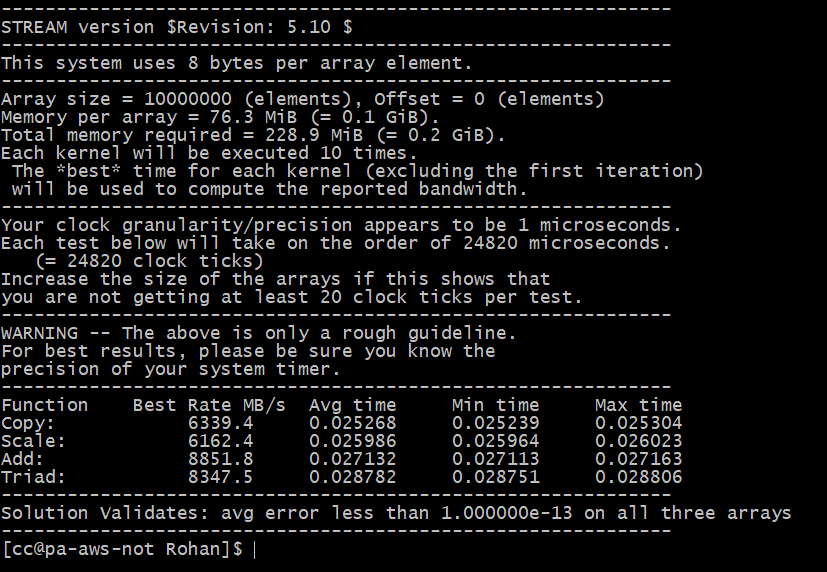 -------------------------------------------------------------
STREAM version $Revision: 5.10 $
-------------------------------------------------------------
This system uses 8 bytes per array element.
-------------------------------------------------------------
Array size = 10000000 (elements), Offset = 0 (elements)
Memory per array = 76.3 MiB (= 0.1 GiB).
Total memory required = 228.9 MiB (= 0.2 GiB).
Each kernel will be executed 10 times.
 The *best* time for each kernel (excluding the first iteration)
 will be used to compute the reported bandwidth.
-------------------------------------------------------------
Your clock granularity/precision appears to be 1 microseconds.
Each test below will take on the order of 24820 microseconds.
   (= 24820 clock ticks)
Increase the size of the arrays if this shows that
you are not getting at least 20 clock ticks per test.
-------------------------------------------------------------
WARNING -- The above is only a rough guideline.
For best results, please be sure you know the
precision of your system timer.
-------------------------------------------------------------
Function    Best Rate MB/s  Avg time     Min time     Max time
Copy:            6339.4     0.025268     0.025239     0.025304
Scale:           6162.4     0.025986     0.025964     0.026023
Add:             8851.8     0.027132     0.027113     0.027163
Triad:           8347.5     0.028782     0.028751     0.028806
-------------------------------------------------------------
Solution Validates: avg error less than 1.000000e-13 on all three arrays
-------------------------------------------------------------
[cc@pa-aws-not Rohan]$